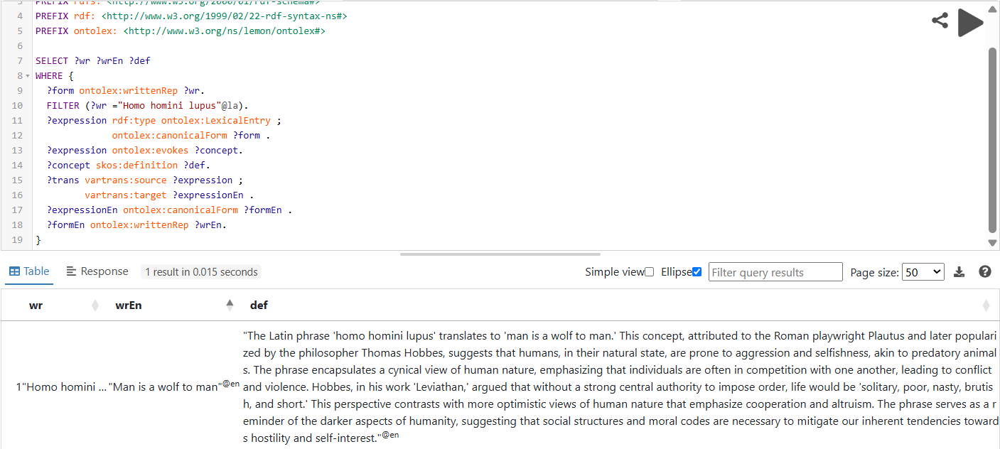 3 PREFIX rdfs: <http://www.w3.org/2000/01/rdf-schema#>
4 PREFIX rdf: <http://www.w3.org/1999/02/22-rdf-syntax-ns#>
5 PREFIX ontolex: <http://www.w3.org/ns/lemon/ontolex#>
6
7 SELECT ?wr ?wrEn ?def
8 WHERE {
9 ?form ontolex:writtenRep ?wr.
10 FILTER (?wr ="Homo homini lupus"@la).
11 ?expression rdf:type ontolex:LexicalEntry ;
12 ontolex:canonicalForm ?form .
13 ?expression ontolex:evokes ?concept.
14 ?concept skos:definition ?def.
15 ?trans vartrans:source ?expression ;
16 vartrans:target ?expressionEn .
17 ?expressionEn ontolex:canonicalForm ?formEn .
18 ?formEn ontolex:writtenRep ?wrEn.
19 }
Table Response 1 result in 0.015 seconds Simple view Ellipse Filter query results Page size: 50
wr wrEn def
1 "Homo homini ... "Man is a wolf to man"@en
"The Latin phrase 'homo homini lupus' translates to 'man is a wolf to man.' This concept, attributed to the Roman playwright Plautus and later populari
zed by the philosopher Thomas Hobbes, suggests that humans, in their natural state, are prone to aggression and selfishness, akin to predatory animal
s. The phrase encapsulates a cynical view of human nature, emphasizing that individuals are often in competition with one another, leading to conflict
and violence. Hobbes, in his work 'Leviathan,' argued that without a strong central authority to impose order, life would be 'solitary, poor, nasty, brutis
h, and short.' This perspective contrasts with more optimistic views of human nature that emphasize cooperation and altruism. The phrase serves as a r
eminder of the darker aspects of humanity, suggesting that social structures and moral codes are necessary to mitigate our inherent tendencies toward
s hostility and self-interest."@en